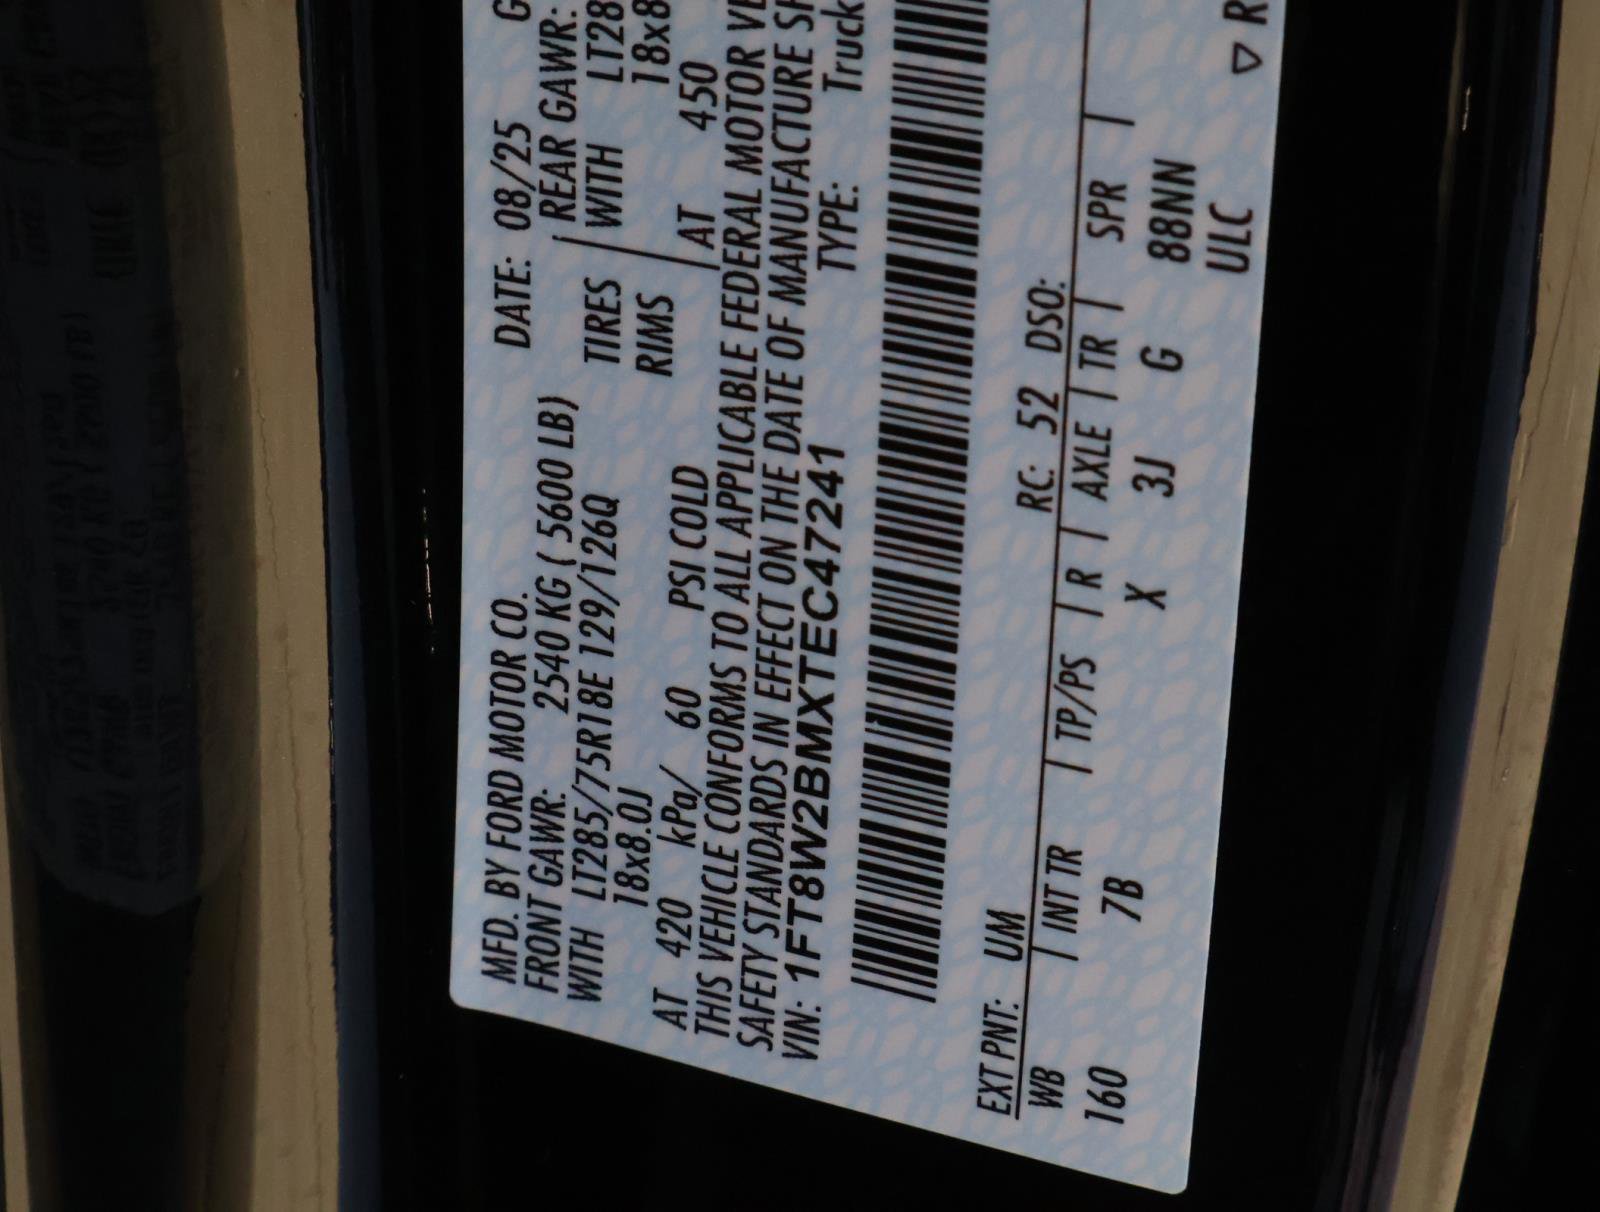 MFD. BY FORD MOTOR CO. DATE: 08/25 G
FRONT GAWR: 2540 KG ( 5600 LB) REAR GAWR:
WITH LT285/75R18E 129/126Q TIRES WITH LT28
18x8.0J RIMS 18x8
AT 420 kPa/ 60 PSI COLD AT 450
THIS VEHICLE CONFORMS TO ALL APPLICABLE FEDERAL MOTOR VE
SAFETY STANDARDS IN EFFECT ON THE DATE OF MANUFACTURE SH
VIN: 1FT8W2BMXTEC47241 TYPE: Truck
EXT PNT: UM RC: 52 DSO:
WB | INT TR | TP/PS | R | AXLE | TR | SPR |
160 7B X 3J G 88NN
ULC
▽ R